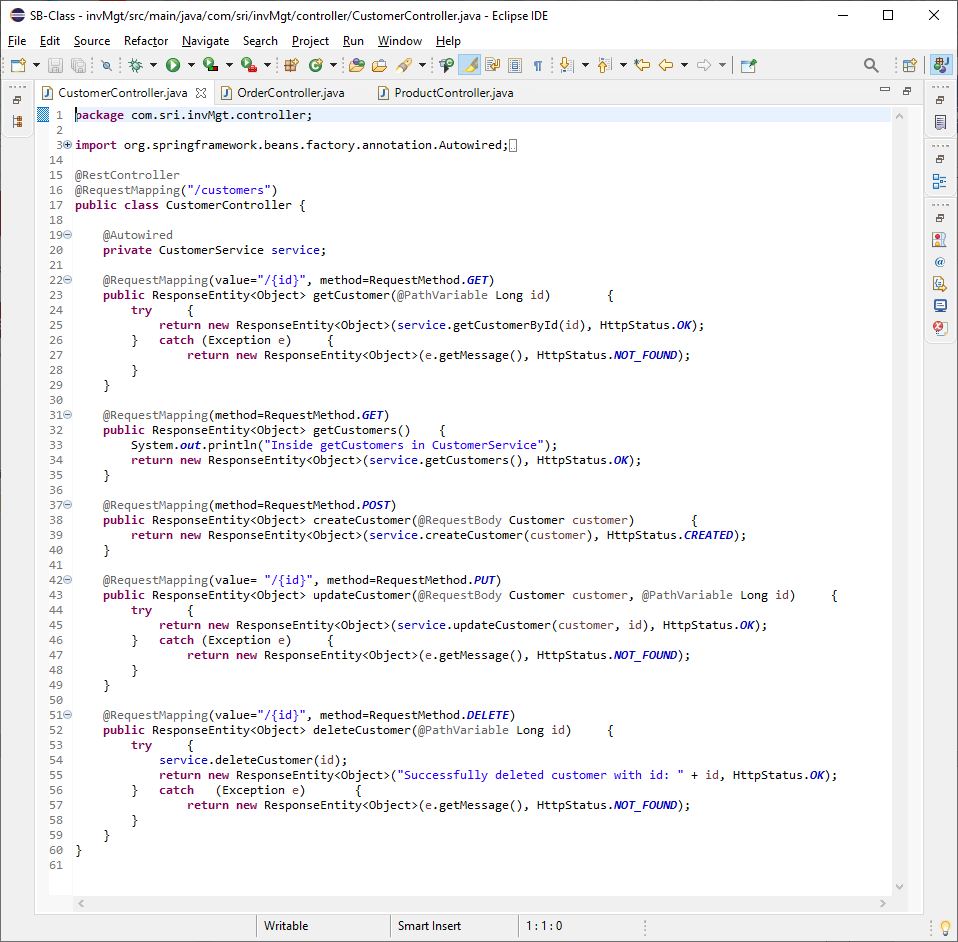 SB-Class - invMgt/src/main/java/com/sri/invMgt/controller/CustomerController.java - Eclipse IDE
File Edit Source Refactor Navigate Search Project Run Window Help
CustomerController.java OrderController.java ProductController.java
1 package com.sri.invMgt.controller;
2
3 import org.springframework.beans.factory.annotation.Autowired;
14
15 @RestController
16 @RequestMapping("/customers")
17 public class CustomerController {
18
19 @Autowired
20 private CustomerService service;
21
22 @RequestMapping(value="/{id}", method=RequestMethod.GET)
23 public ResponseEntity<Object> getCustomer(@PathVariable Long id) {
24 try {
25 return new ResponseEntity<Object>(service.getCustomerById(id), HttpStatus.OK);
26 } catch (Exception e) {
27 return new ResponseEntity<Object>(e.getMessage(), HttpStatus.NOT_FOUND);
28 }
29 }
30
31 @RequestMapping(method=RequestMethod.GET)
32 public ResponseEntity<Object> getCustomers() {
33 System.out.println("Inside getCustomers in CustomerService");
34 return new ResponseEntity<Object>(service.getCustomers(), HttpStatus.OK);
35 }
36
37 @RequestMapping(method=RequestMethod.POST)
38 public ResponseEntity<Object> createCustomer(@RequestBody Customer customer) {
39 return new ResponseEntity<Object>(service.createCustomer(customer), HttpStatus.CREATED);
40 }
41
42 @RequestMapping(value= "/{id}", method=RequestMethod.PUT)
43 public ResponseEntity<Object> updateCustomer(@RequestBody Customer customer, @PathVariable Long id) {
44 try {
45 return new ResponseEntity<Object>(service.updateCustomer(customer, id), HttpStatus.OK);
46 } catch (Exception e) {
47 return new ResponseEntity<Object>(e.getMessage(), HttpStatus.NOT_FOUND);
48 }
49 }
50
51 @RequestMapping(value="/{id}", method=RequestMethod.DELETE)
52 public ResponseEntity<Object> deleteCustomer(@PathVariable Long id) {
53 try {
54 service.deleteCustomer(id);
55 return new ResponseEntity<Object>("Successfully deleted customer with id: " + id, HttpStatus.OK);
56 } catch (Exception e) {
57 return new ResponseEntity<Object>(e.getMessage(), HttpStatus.NOT_FOUND);
58 }
59 }
60 }
61
Writable Smart Insert 1 : 1 : 0